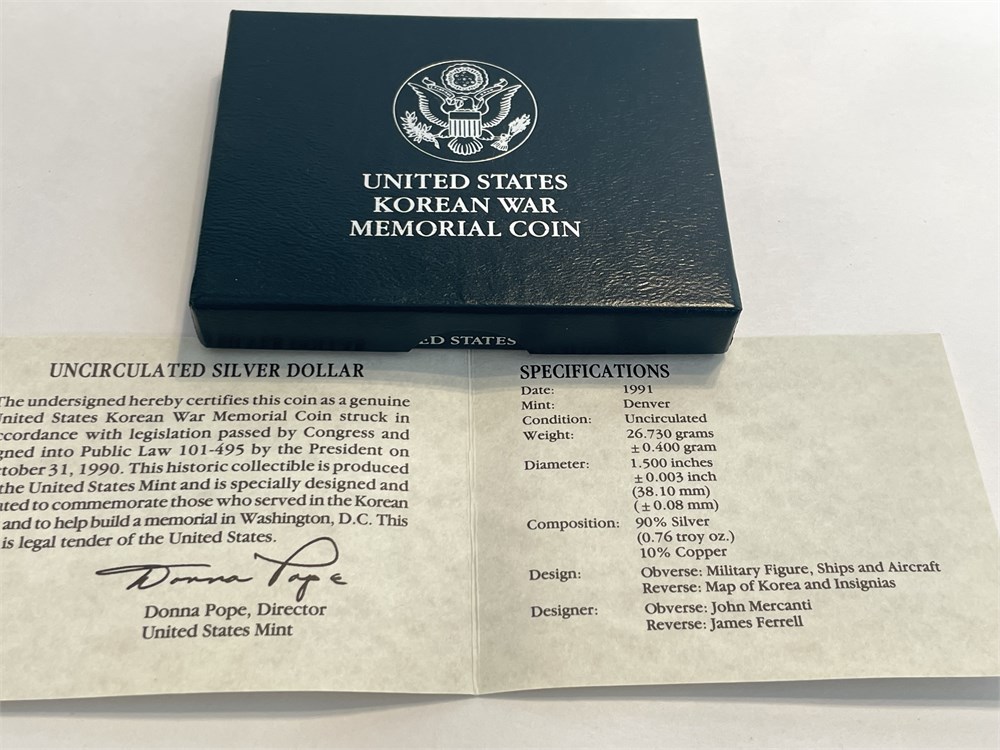 UNITED STATES
KOREAN WAR
MEMORIAL COIN
ED STATES
UNCIRCULATED SILVER DOLLAR
The undersigned hereby certifies this coin as a genuine
United States Korean War Memorial Coin struck in
ccordance with legislation passed by Congress and
gned into Public Law 101-495 by the President on
ctober 31, 1990. This historic collectible is produced
the United States Mint and is specially designed and
uted to commemorate those who served in the Korean
and to help build a memorial in Washington, D.C. This
is legal tender of the United States.
Donna Pope
Donna Pope, Director
United States Mint
SPECIFICATIONS
Date: 1991
Mint: Denver
Condition: Uncirculated
Weight: 26.730 grams
± 0.400 gram
Diameter: 1.500 inches
± 0.003 inch
(38.10 mm)
(± 0.08 mm)
Composition: 90% Silver
(0.76 troy oz.)
10% Copper
Design: Obverse: Military Figure, Ships and Aircraft
Reverse: Map of Korea and Insignias
Designer: Obverse: John Mercanti
Reverse: James Ferrell